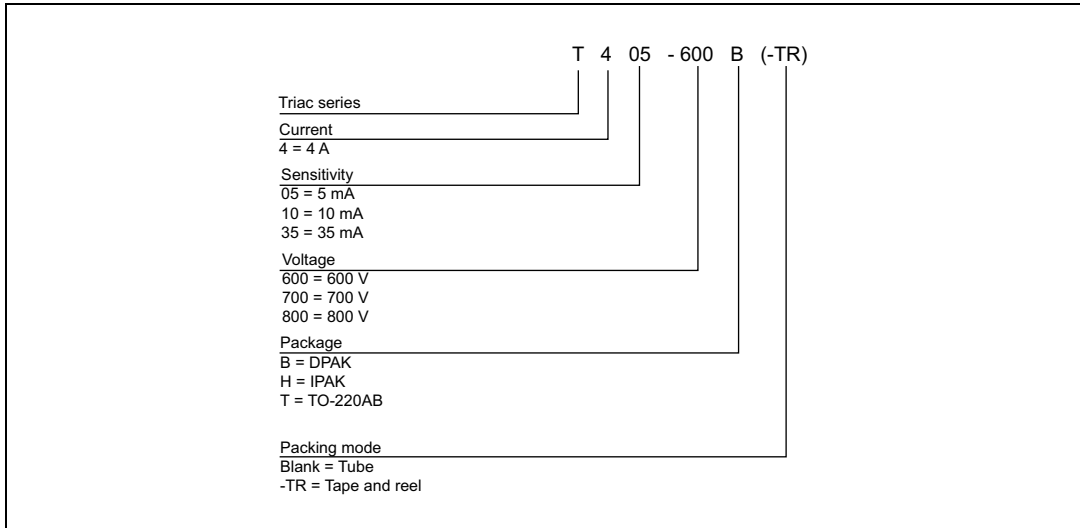 T 4 05 - 600 B (-TR)
Triac series
Current
4 = 4 A
Sensitivity
05 = 5 mA
10 = 10 mA
35 = 35 mA
Voltage
600 = 600 V
700 = 700 V
800 = 800 V
Package
B = DPAK
H = IPAK
T = TO-220AB
Packing mode
Blank = Tube
-TR = Tape and reel